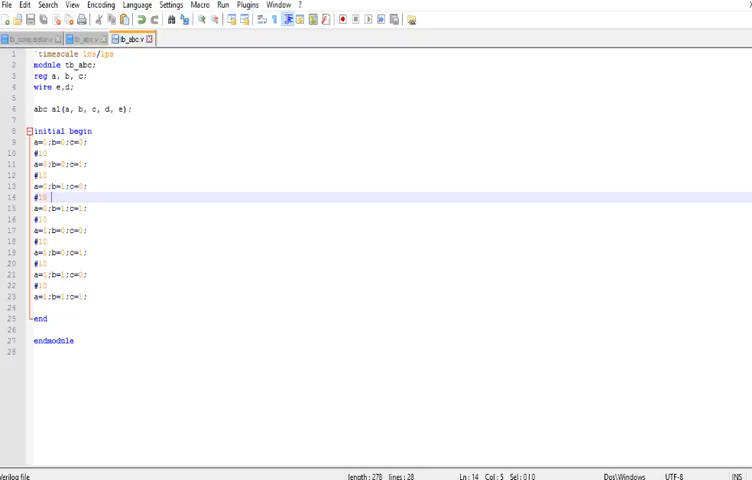 File Edit Search View Encoding Language Settings Macro Run Plugins Window ?
tb_comparator.v tb_abc.v tb_abc.v
1 `timescale 1ns/1ps
2 module tb_abc;
3 reg a, b, c;
4 wire e,d;
5
6 abc a1(a, b, c, d, e);
7
8 initial begin
9 a=0;b=0;c=0;
10 #10
11 a=0;b=0;c=1;
12 #10
13 a=0;b=1;c=0;
14 #10
15 a=0;b=1;c=1;
16 #10
17 a=1;b=0;c=0;
18 #10
19 a=1;b=0;c=1;
20 #10
21 a=1;b=1;c=0;
22 #10
23 a=1;b=1;c=1;
24
25 end
26
27 endmodule
28
Verilog file length : 278 lines : 28 Ln : 14 Col : 5 Sel : 0 | 0 Dos\Windows UTF-8 INS